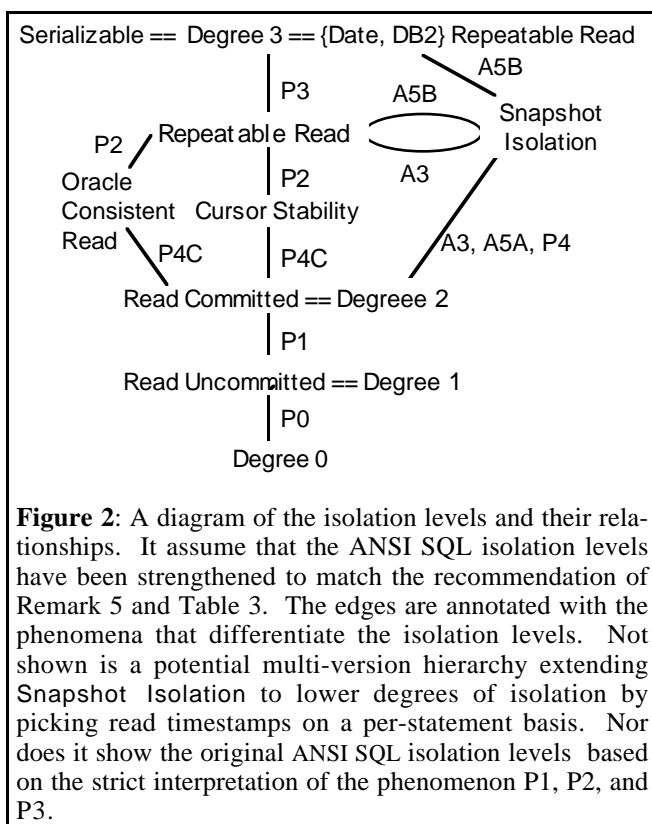 Serializable == Degree 3 == {Date, DB2} Repeatable Read
A5B
P3
A5B
Snapshot
Isolation
P2
Repeatable Read
A3
Oracle
Consistent
Read
P2
Cursor Stability
P4C
P4C
A3, A5A, P4
Read Committed == Degreee 2
P1
Read Uncommitted == Degree 1
P0
Degree 0
Figure 2: A diagram of the isolation levels and their rela-
tionships. It assume that the ANSI SQL isolation levels
have been strengthened to match the recommendation of
Remark 5 and Table 3. The edges are annotated with the
phenomena that differentiate the isolation levels. Not
shown is a potential multi-version hierarchy extending
Snapshot Isolation to lower degrees of isolation by
picking read timestamps on a per-statement basis. Nor
does it show the original ANSI SQL isolation levels based
on the strict interpretation of the phenomenon P1, P2, and
P3.